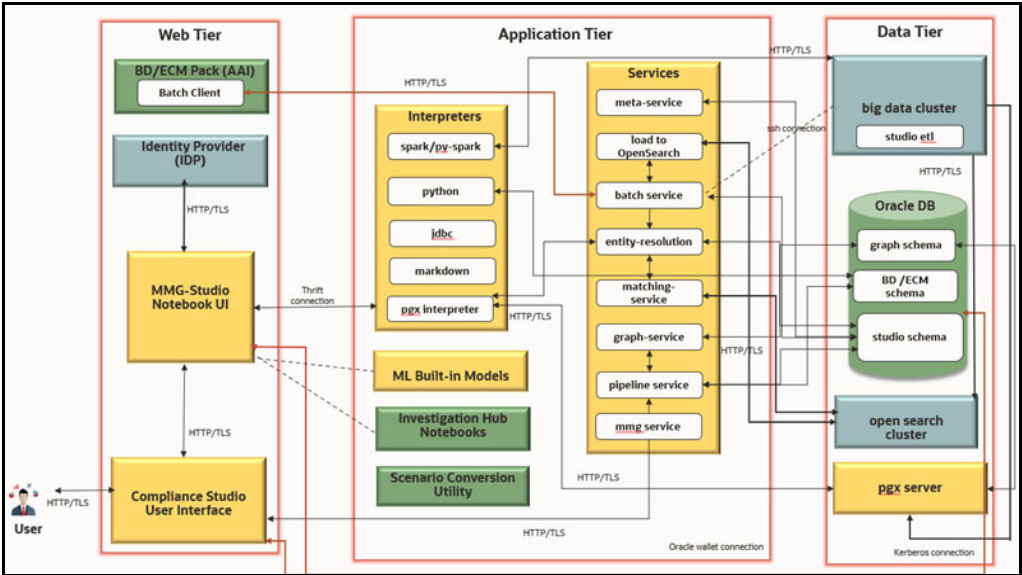 Web Tier
BD/ECM Pack (AAI)
Batch Client
Identity Provider
(IDP)
HTTP/TLS
MMG-Studio
Notebook UI
HTTP/TLS
Compliance Studio
User Interface
User
HTTP/TLS
Application Tier
HTTP/TLS
HTTP/TLS
Interpreters
spark/py-spark
python
jdbc
markdown
pgx interpreter
Thrift
connection
HTTP/TLS
ML Built-in Models
Investigation Hub
Notebooks
Scenario Conversion
Utility
Services
meta-service
load to
OpenSearch
batch service
entity-resolution
matching-
service
graph-service
pipeline service
mmg service
HTTP/TLS
HTTP/TLS
HTTP/TLS
Oracle wallet connection
ssh connection
Data Tier
big data cluster
studio etl
HTTP/TLS
Oracle DB
graph schema
BD /ECM
schema
studio schema
open search
cluster
pgx server
Kerberos connection